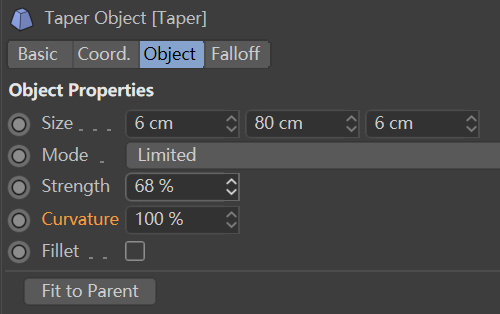 Taper Object [Taper]
Basic Coord. Object Falloff
Object Properties
Size . . . 6 cm 80 cm 6 cm
Mode . Limited
Strength 68 %
Curvature 100 %
Fillet . .
Fit to Parent